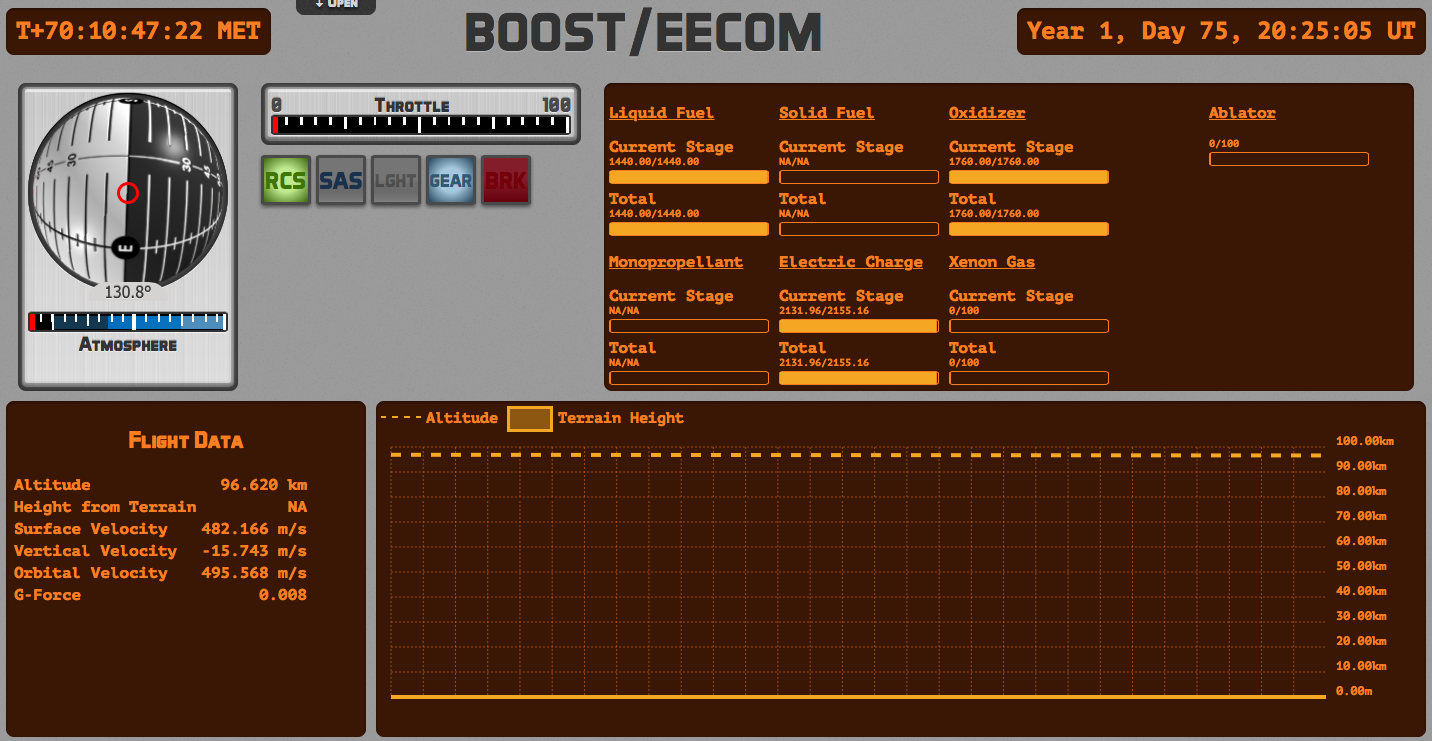 ↓ OPEN
T+70:10:47:22 MET
BOOST/EECOM
Year 1, Day 75, 20:25:05 UT
45 30
30 45
E
130.8°
ATMOSPHERE
0 THROTTLE 100
RCS SAS LGHT GEAR BRK
Liquid Fuel Solid Fuel Oxidizer Ablator
Current Stage Current Stage Current Stage 0/100
1440.00/1440.00 NA/NA 1760.00/1760.00
Total Total Total
1440.00/1440.00 NA/NA 1760.00/1760.00
Monopropellant Electric Charge Xenon Gas
Current Stage Current Stage Current Stage
NA/NA 2131.96/2155.16 0/100
Total Total Total
NA/NA 2131.96/2155.16 0/100
FLIGHT DATA
Altitude 96.620 km
Height from Terrain NA
Surface Velocity 482.166 m/s
Vertical Velocity -15.743 m/s
Orbital Velocity 495.568 m/s
G-Force 0.008
Altitude Terrain Height
100.00km
90.00km
80.00km
70.00km
60.00km
50.00km
40.00km
30.00km
20.00km
10.00km
0.00m